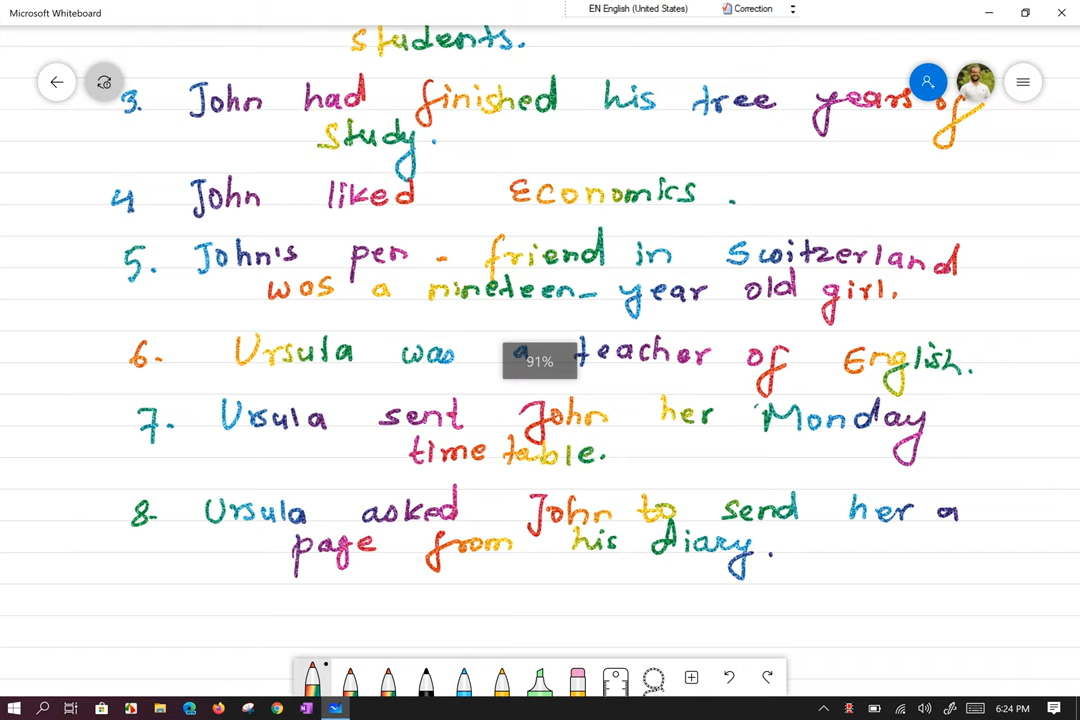 Microsoft Whiteboard
EN English (United States)
Correction
students.
3. John had finished his tree years of
study.
4 John liked Economics.
5. John's pen - friend in Switzerland
was a nineteen- year old girl.
6. Ursula was a teacher of English.
91%
7. Ursula sent John her Monday
time table.
8. Ursula asked John to send her a
page from his diary.
6:24 PM